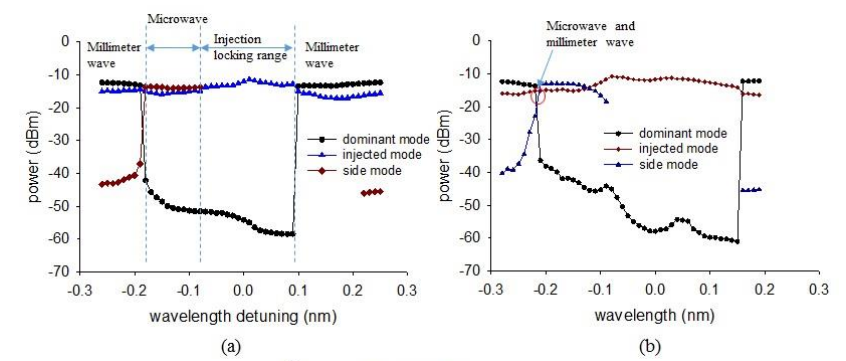 Microwave
Millimeter
wave
Injection
locking range
Millimeter
wave
0
-10
-20
-30
-40
-50
-60
-70
power (dBm)
dominant mode
injected mode
side mode
-0.3
-0.2
-0.1
0.0
0.1
0.2
0.3
wavelength detuning (nm)
(a)
Microwave and
millimeter wave
0
-10
-20
-30
-40
-50
-60
-70
power (dBm)
dominant mode
injected mode
side mode
-0.3
-0.2
-0.1
0.0
0.1
0.2
0.3
wavelength (nm)
(b)